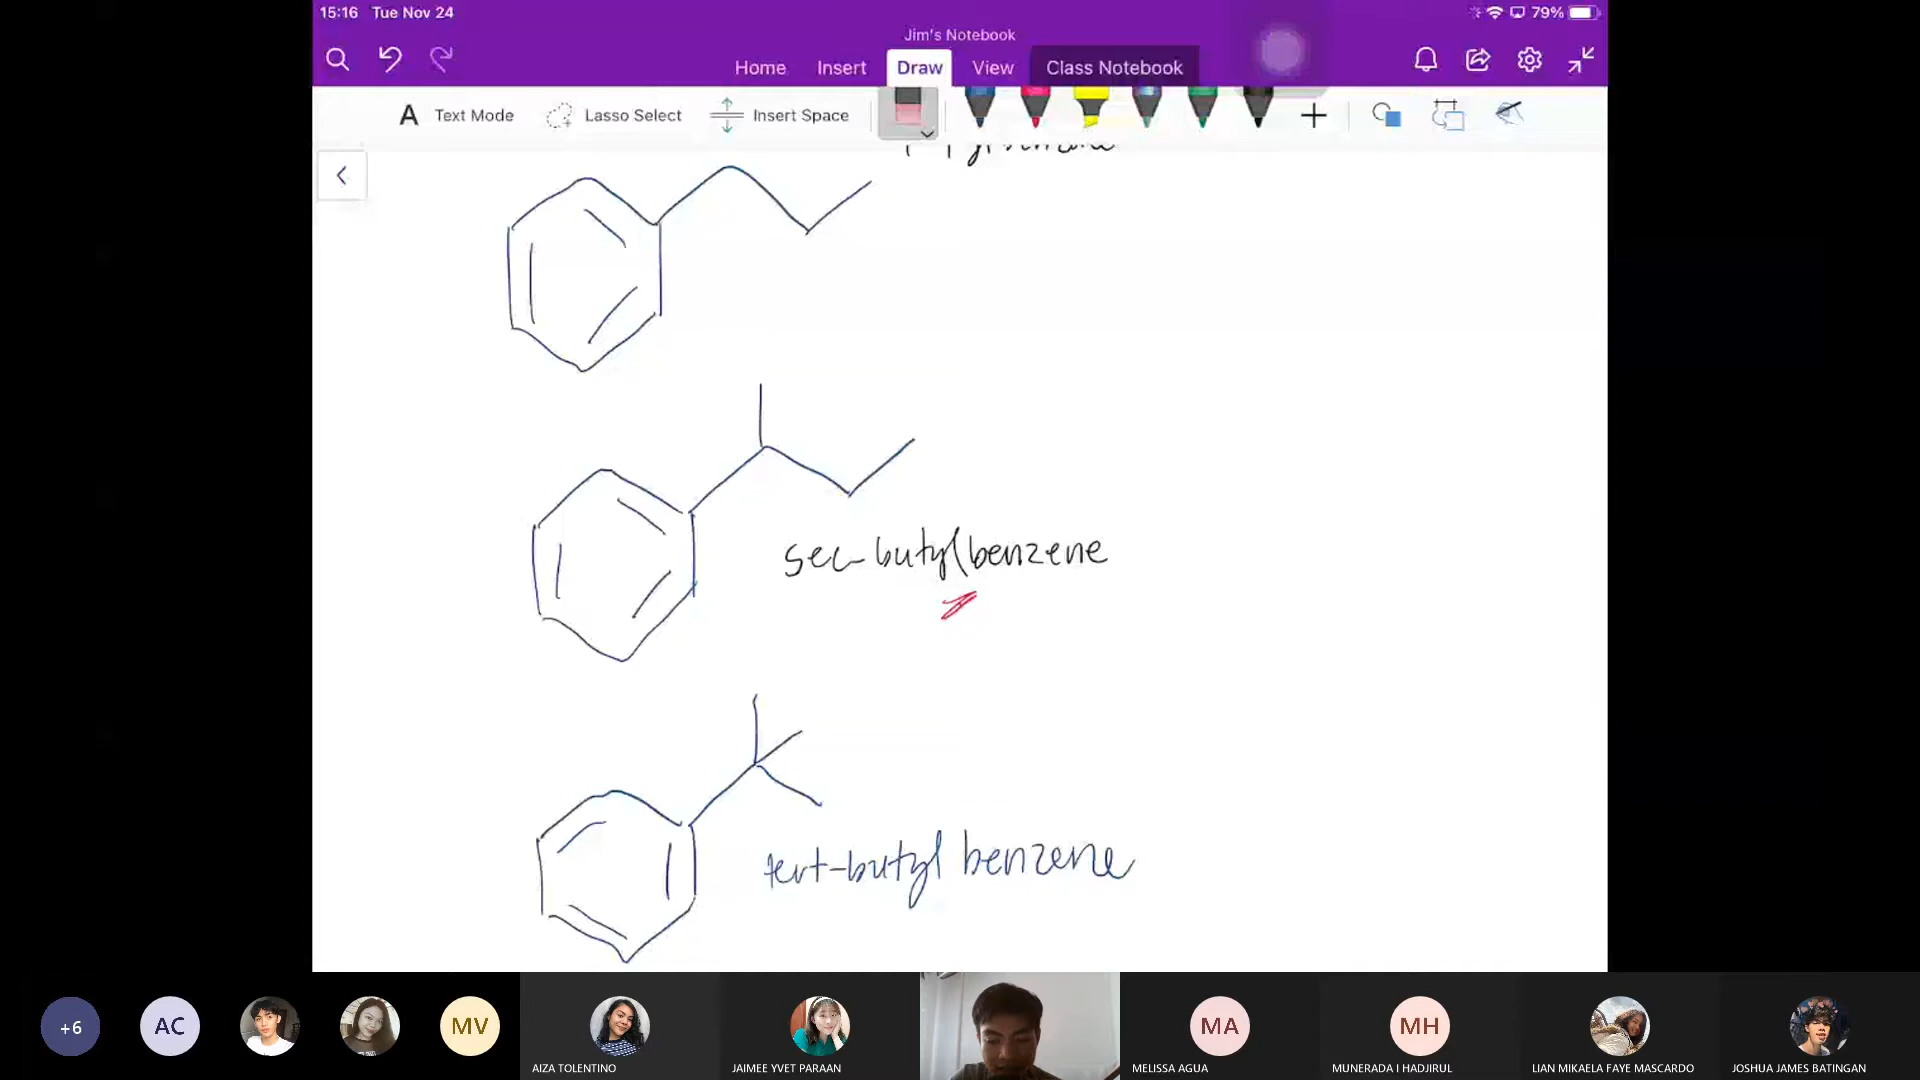 15:16 Tue Nov 24
79%
Jim's Notebook
Home Insert Draw View Class Notebook
A Text Mode Lasso Select Insert Space
sec-butylbenzene
tert-butyl benzene
+6 AC MV MA MH
AIZA TOLENTINO JAIMEE YVET PARAAN MELISSA AGUA MUNERADA I HADJIRUL LIAN MIKAELA FAYE MASCARDO JOSHUA JAMES BATINGAN